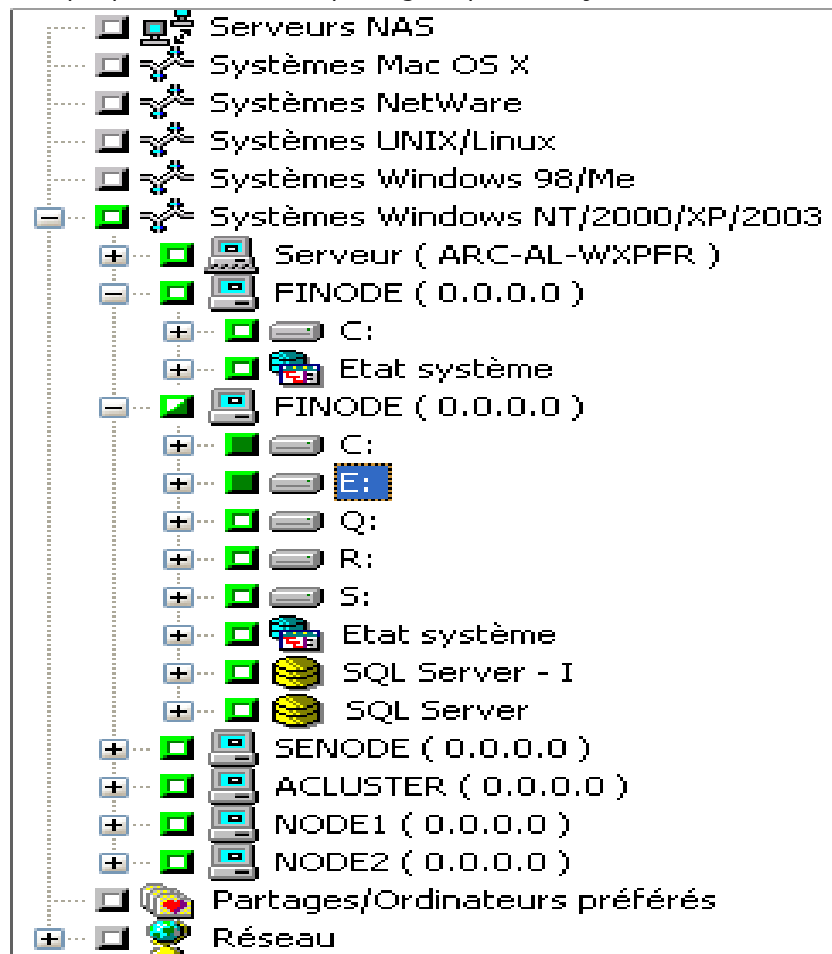 Serveurs NAS
Systèmes Mac OS X
Systèmes NetWare
Systèmes UNIX/Linux
Systèmes Windows 98/Me
Systèmes Windows NT/2000/XP/2003
Serveur ( ARC-AL-WXPFR )
FINODE ( 0.0.0.0 )
C:
Etat système
FINODE ( 0.0.0.0 )
C:
E:
Q:
R:
S:
Etat système
SQL Server - I
SQL Server
SENODE ( 0.0.0.0 )
ACLUSTER ( 0.0.0.0 )
NODE1 ( 0.0.0.0 )
NODE2 ( 0.0.0.0 )
Partages/Ordinateurs préférés
Réseau